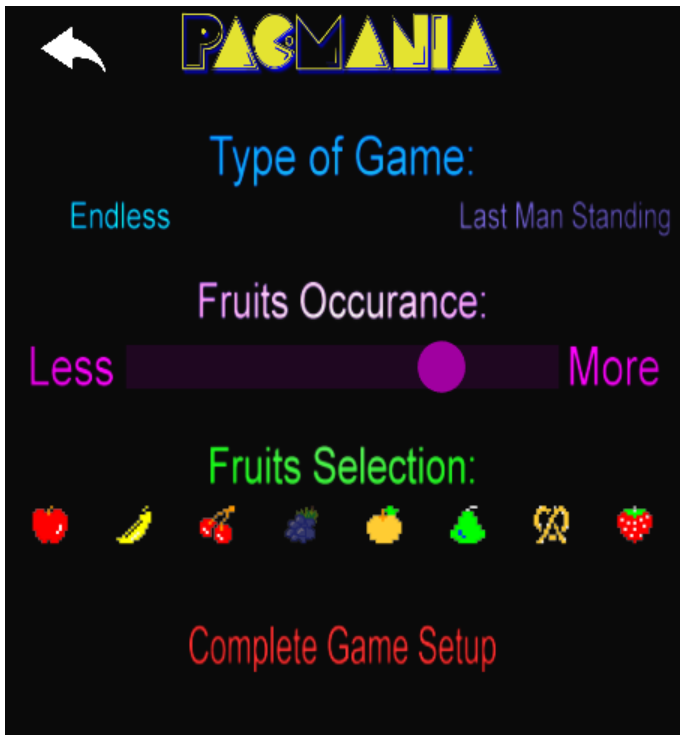 PACMANIA
Type of Game:
Endless Last Man Standing
Fruits Occurance:
Less More
Fruits Selection:
Complete Game Setup